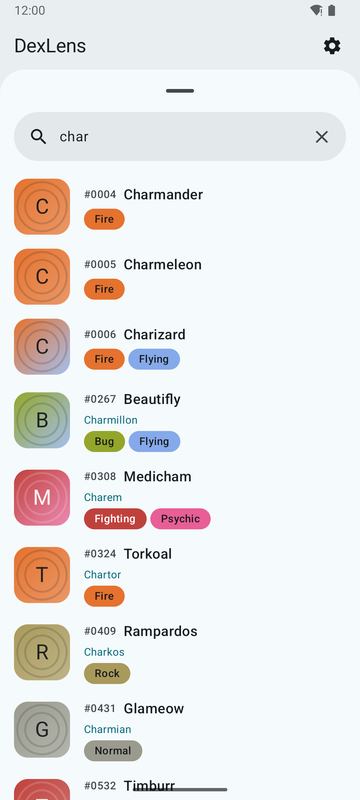 12:00
DexLens
char
C
#0004 Charmander
Fire
C
#0005 Charmeleon
Fire
C
#0006 Charizard
Fire Flying
B
#0267 Beautifly
Charmillon
Bug Flying
M
#0308 Medicham
Charem
Fighting Psychic
T
#0324 Torkoal
Chartor
Fire
R
#0409 Rampardos
Charkos
Rock
G
#0431 Glameow
Charmian
Normal
#0532 Timburr